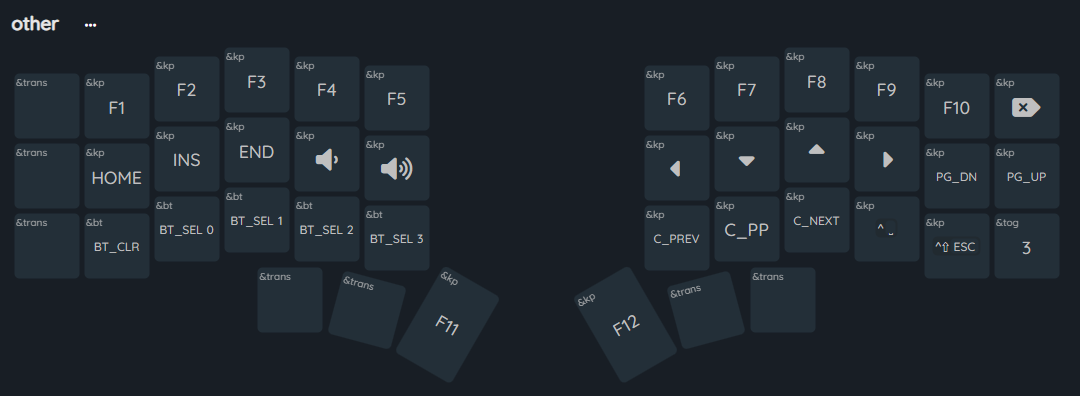 other ...
&trans &kp F1 &kp F2 &kp F3 &kp F4 &kp F5 &kp F6 &kp F7 &kp F8 &kp F9 &kp F10 &kp
&trans &kp HOME &kp INS &kp END &kp &kp &kp &kp &kp &kp &kp PG_DN &kp PG_UP
&trans &bt BT_CLR &bt BT_SEL 0 &bt BT_SEL 1 &bt BT_SEL 2 &bt BT_SEL 3 &kp C_PREV &kp C_PP &kp C_NEXT &kp ^ ⎵ &kp ^⇧ ESC &tog 3
&trans &trans &kp F11 &kp F12 &trans &trans